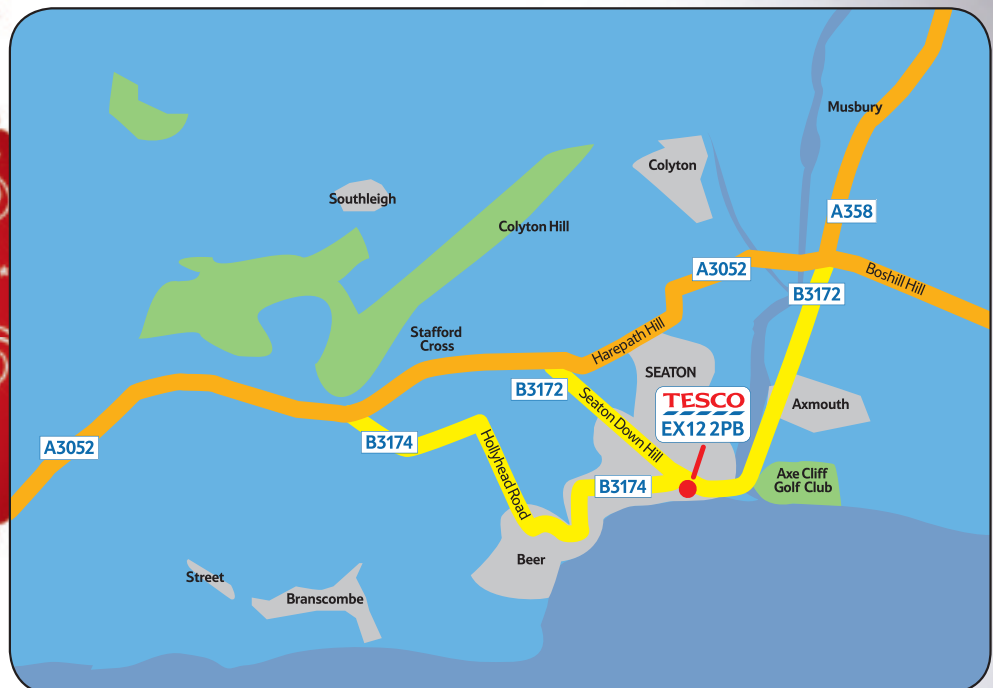 Musbury
Colyton
Southleigh
A358
Colyton Hill
A3052
Boshill Hill
B3172
Stafford
Cross
Harepath Hill
SEATON
B3172
TESCO
EX12 2PB
Seaton Down Hill
Axmouth
A3052
B3174
Hollyhead Road
B3174
Axe Cliff
Golf Club
Beer
Street
Branscombe